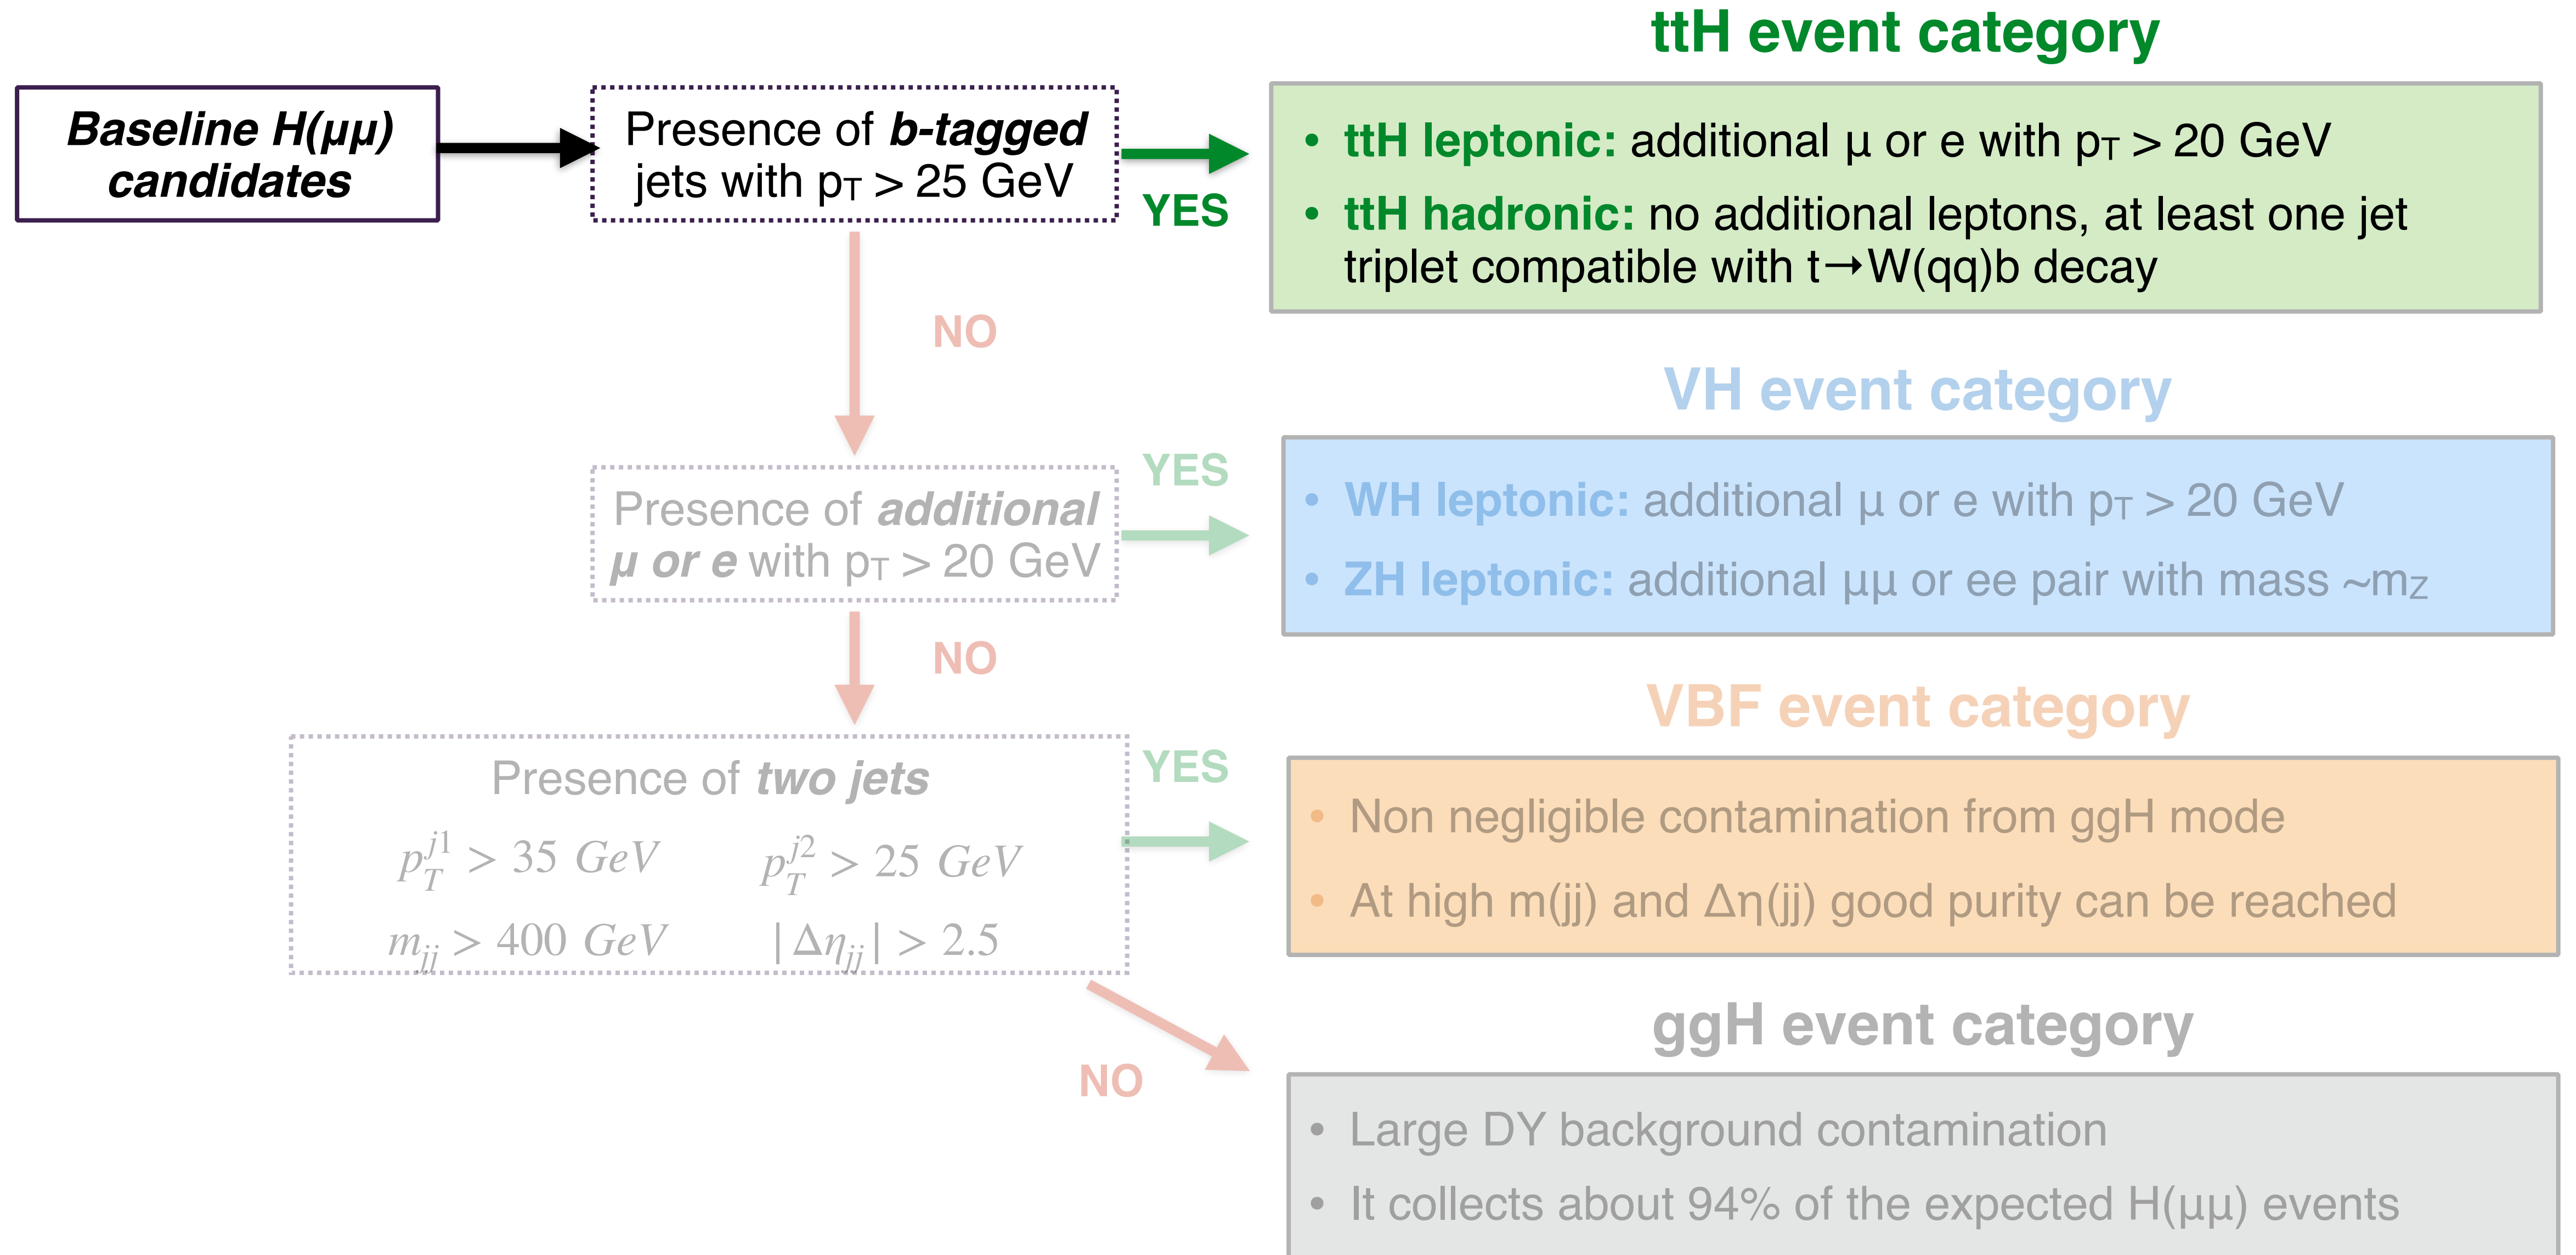 ttH event category
Baseline H(μμ)
candidates
Presence of b-tagged
jets with pT > 25 GeV
YES
• ttH leptonic: additional μ or e with pT > 20 GeV
• ttH hadronic: no additional leptons, at least one jet
triplet compatible with t→W(qq)b decay
NO
VH event category
Presence of additional
μ or e with pT > 20 GeV
YES
• WH leptonic: additional μ or e with pT > 20 GeV
• ZH leptonic: additional μμ or ee pair with mass ~mZ
NO
VBF event category
Presence of two jets
p_T^{j1} > 35 GeV p_T^{j2} > 25 GeV
m_{jj} > 400 GeV |Δη_{jj}| > 2.5
YES
• Non negligible contamination from ggH mode
• At high m(jj) and Δη(jj) good purity can be reached
NO
ggH event category
• Large DY background contamination
• It collects about 94% of the expected H(μμ) events